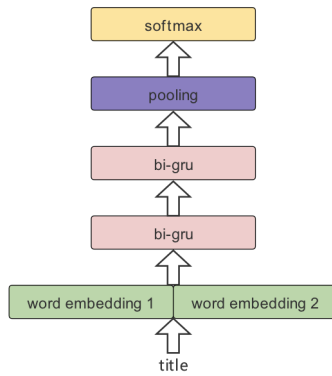 softmax
pooling
bi-gru
bi-gru
word embedding 1 word embedding 2
title